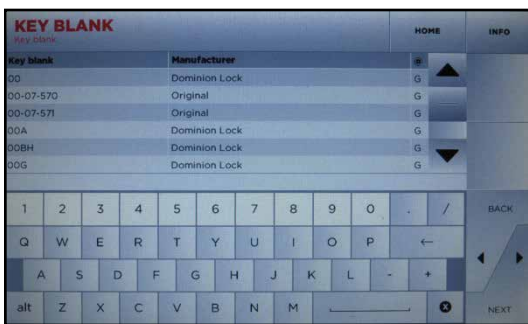 KEY BLANK
Key blank
HOME
INFO
Key blank Manufacturer
00 Dominion Lock G
00-07-570 Original G
00-07-571 Original G
00A Dominion Lock G
00BH Dominion Lock G
00G Dominion Lock G
1 2 3 4 5 6 7 8 9 0 . /
BACK
Q W E R T Y U I O P ←
A S D F G H J K L - +
alt Z X C V B N M
NEXT